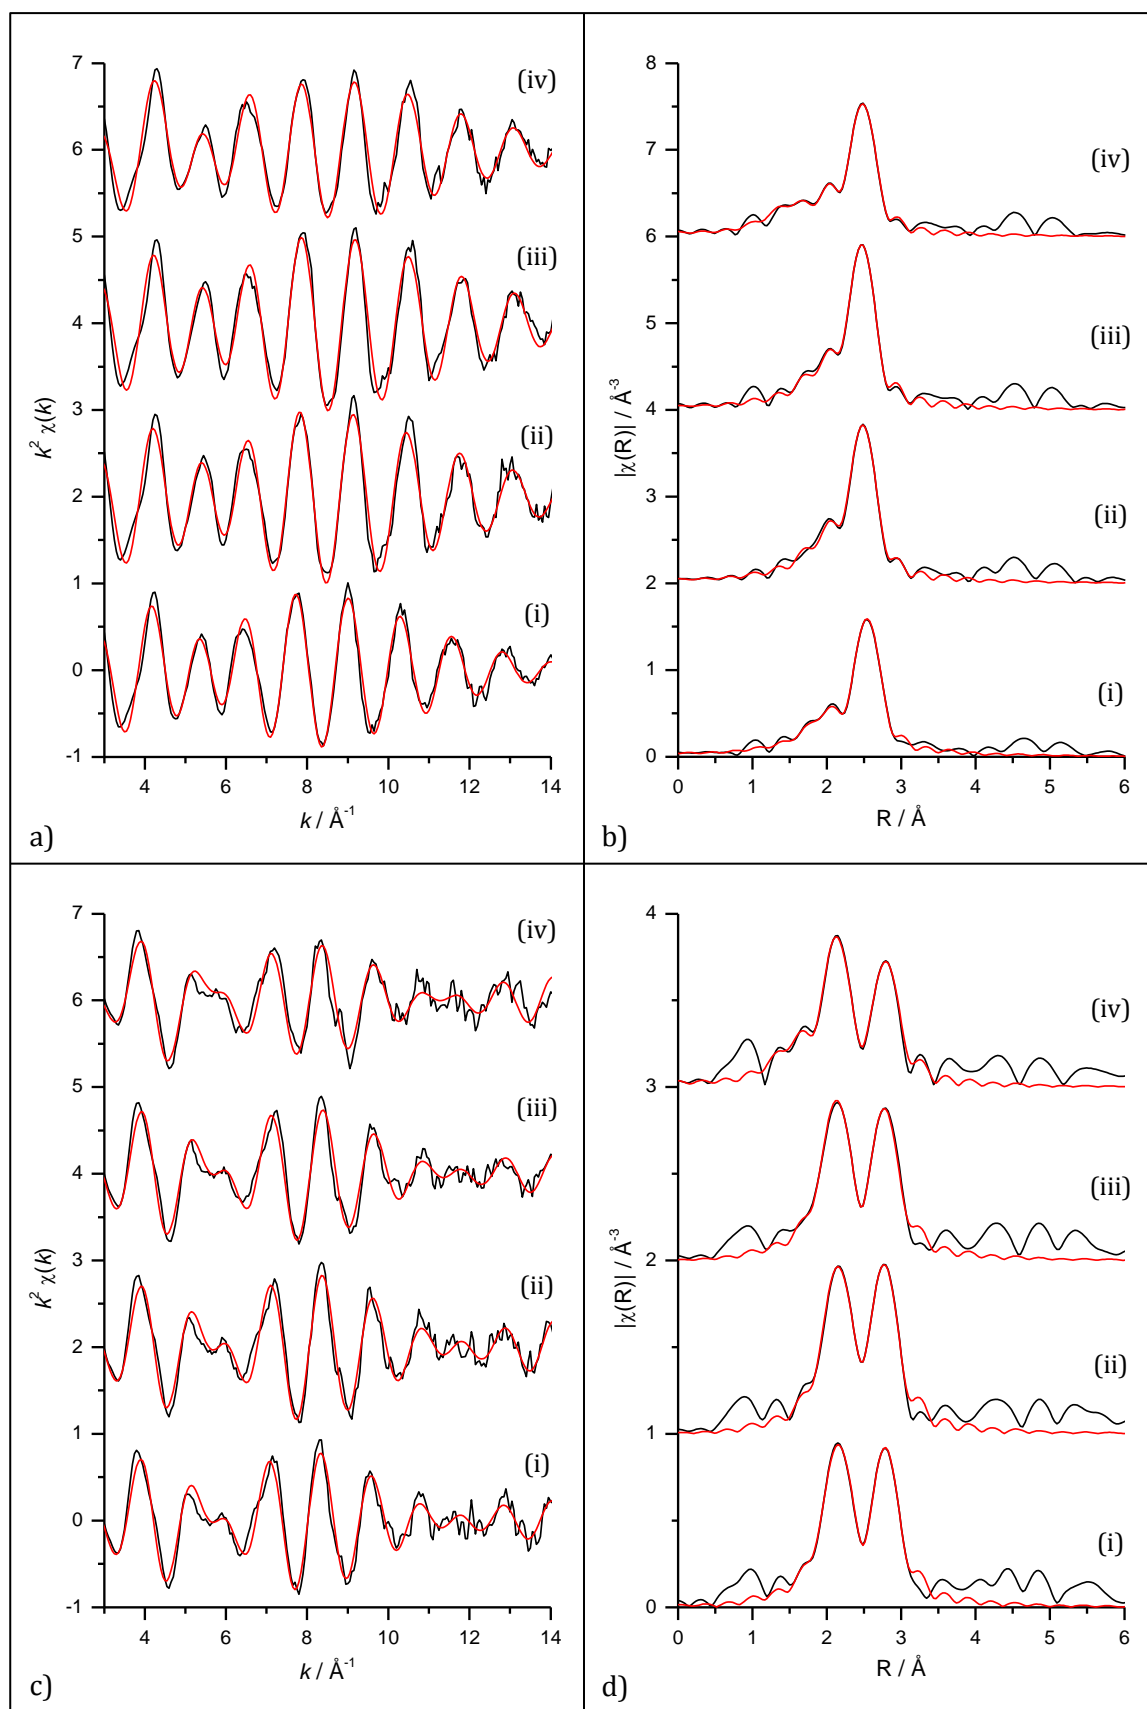 7
6
5
4
3
2
1
0
-1
4 6 8 10 12 14
k² χ(k)
k / Å⁻¹
(iv)
(iii)
(ii)
(i)
a)
8
7
6
5
4
3
2
1
0
0 1 2 3 4 5 6
|χ(R)| / Å⁻³
R / Å
(iv)
(iii)
(ii)
(i)
b)
7
6
5
4
3
2
1
0
-1
4 6 8 10 12 14
k² χ(k)
k / Å⁻¹
(iv)
(iii)
(ii)
(i)
c)
4
3
2
1
0
0 1 2 3 4 5 6
|χ(R)| / Å⁻³
R / Å
(iv)
(iii)
(ii)
(i)
d)